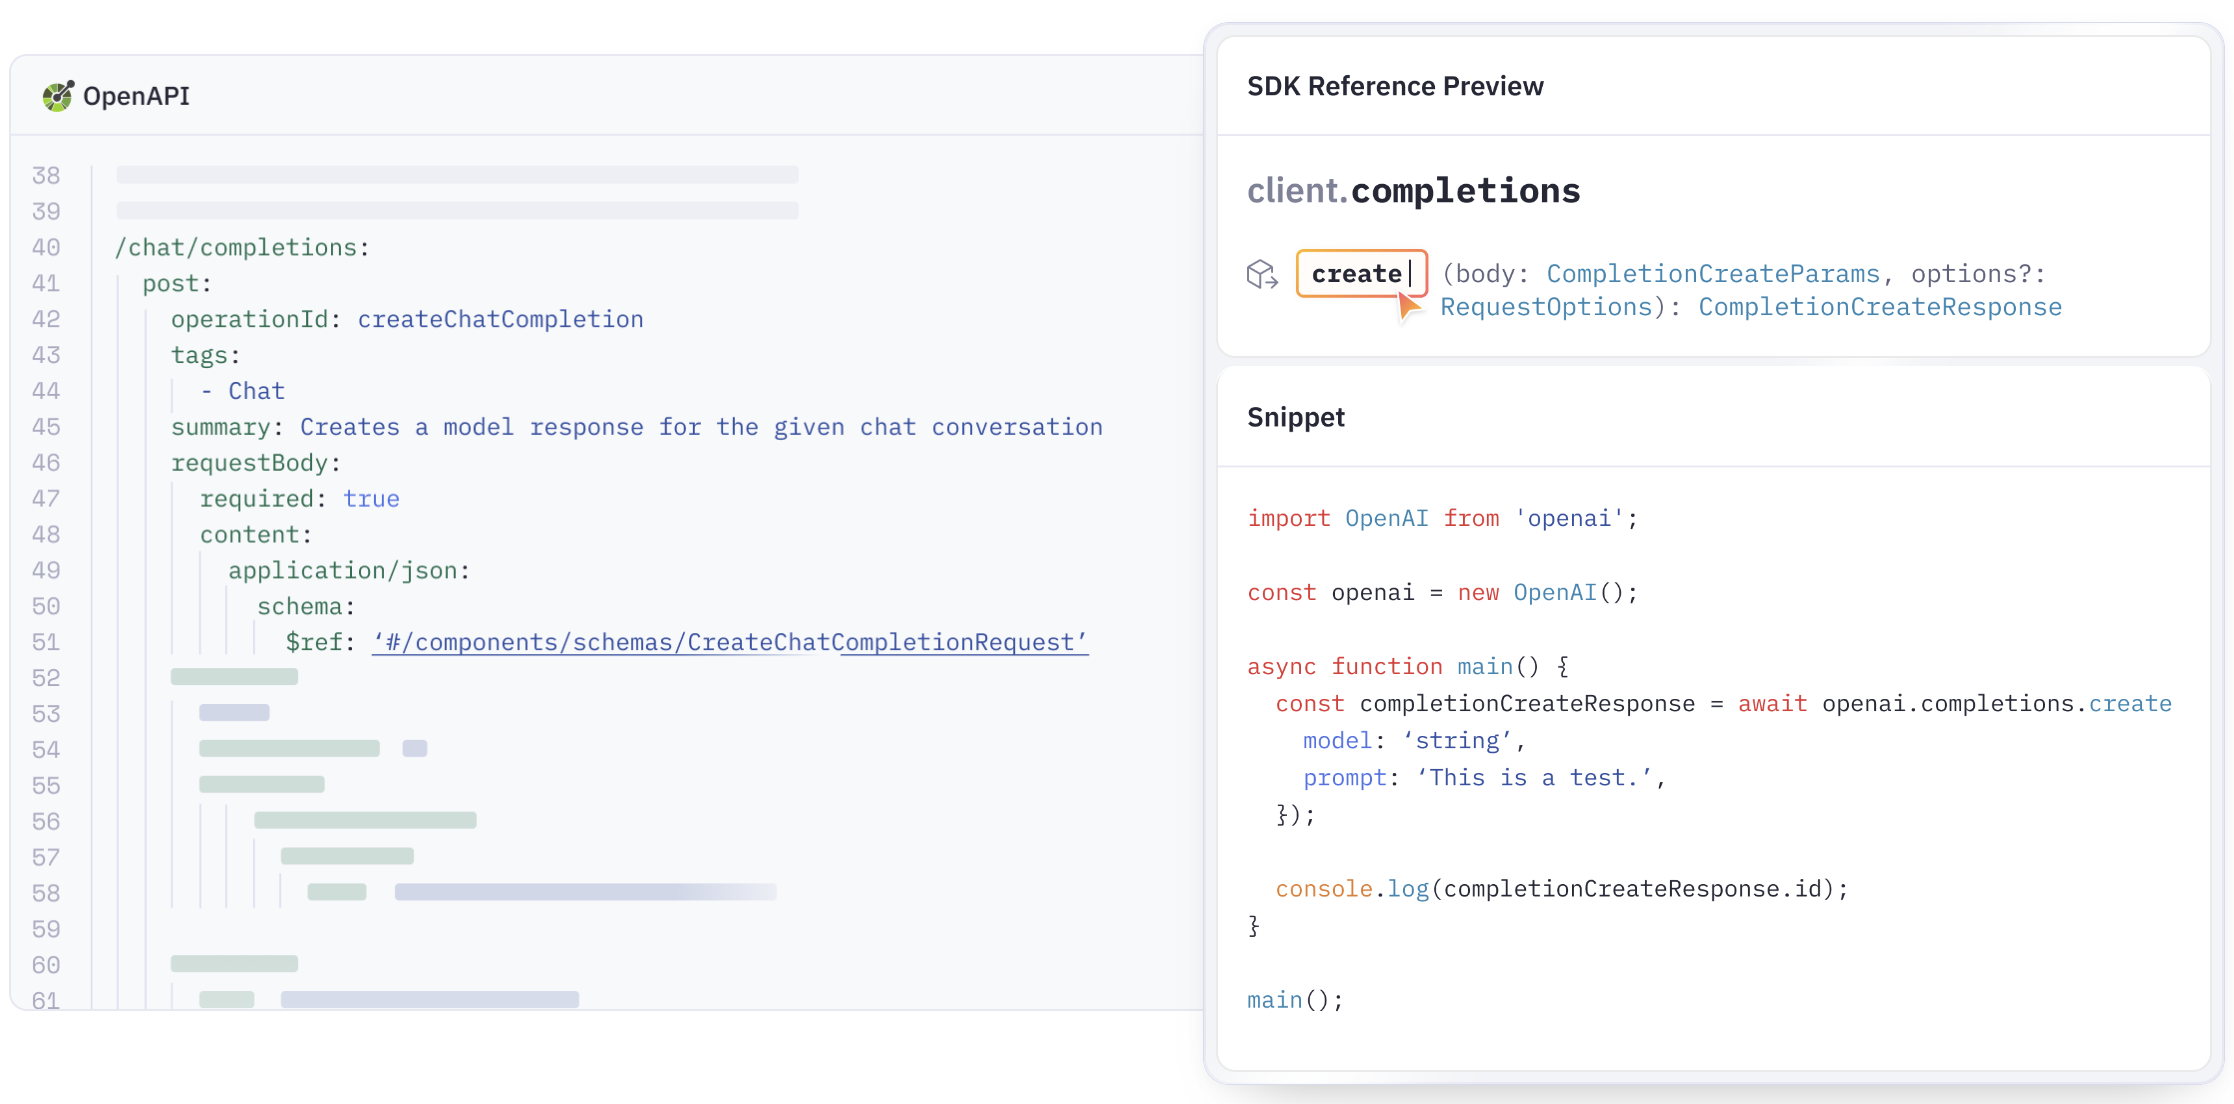 OpenAPI
38
39
40 /chat/completions:
41 post:
42 operationId: createChatCompletion
43 tags:
44 - Chat
45 summary: Creates a model response for the given chat conversation
46 requestBody:
47 required: true
48 content:
49 application/json:
50 schema:
51 $ref: ‘#/components/schemas/CreateChatCompletionRequest’
52
53
54
55
56
57
58
59
60
61
SDK Reference Preview
client.completions
create (body: CompletionCreateParams, options?:
RequestOptions): CompletionCreateResponse
Snippet
import OpenAI from 'openai';
const openai = new OpenAI();
async function main() {
const completionCreateResponse = await openai.completions.create
model: ‘string’,
prompt: ‘This is a test.’,
});
console.log(completionCreateResponse.id);
}
main();